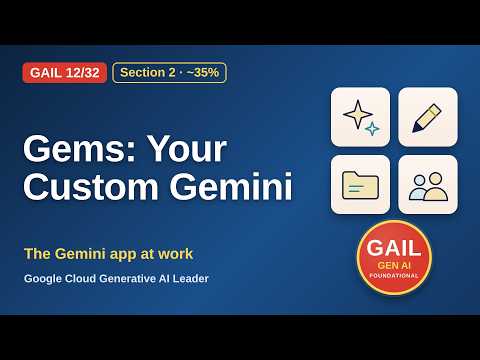 GAIL 12/32
Section 2 · ~35%
Gems: Your
Custom Gemini
The Gemini app at work
Google Cloud Generative AI Leader
GAIL
GEN AI
FOUNDATIONAL